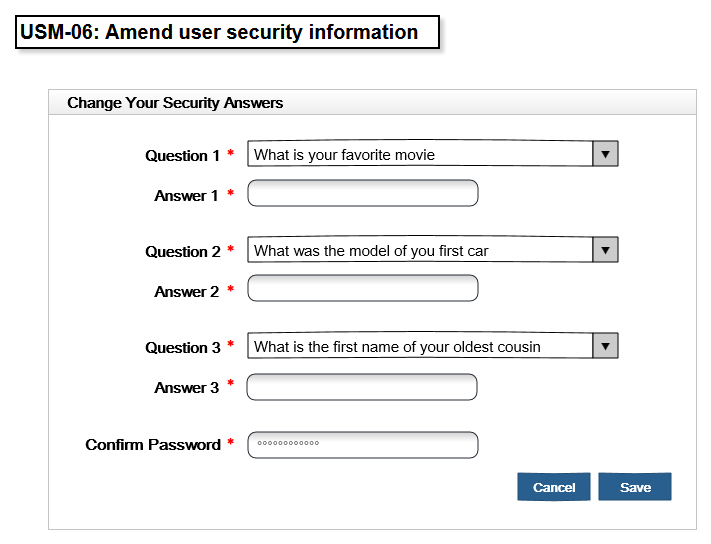 USM-06: Amend user security information
Change Your Security Answers
Question 1 * What is your favorite movie
Answer 1 *
Question 2 * What was the model of you first car
Answer 2 *
Question 3 * What is the first name of your oldest cousin
Answer 3 *
Confirm Password * °°°°°°°°°°°°
Cancel Save